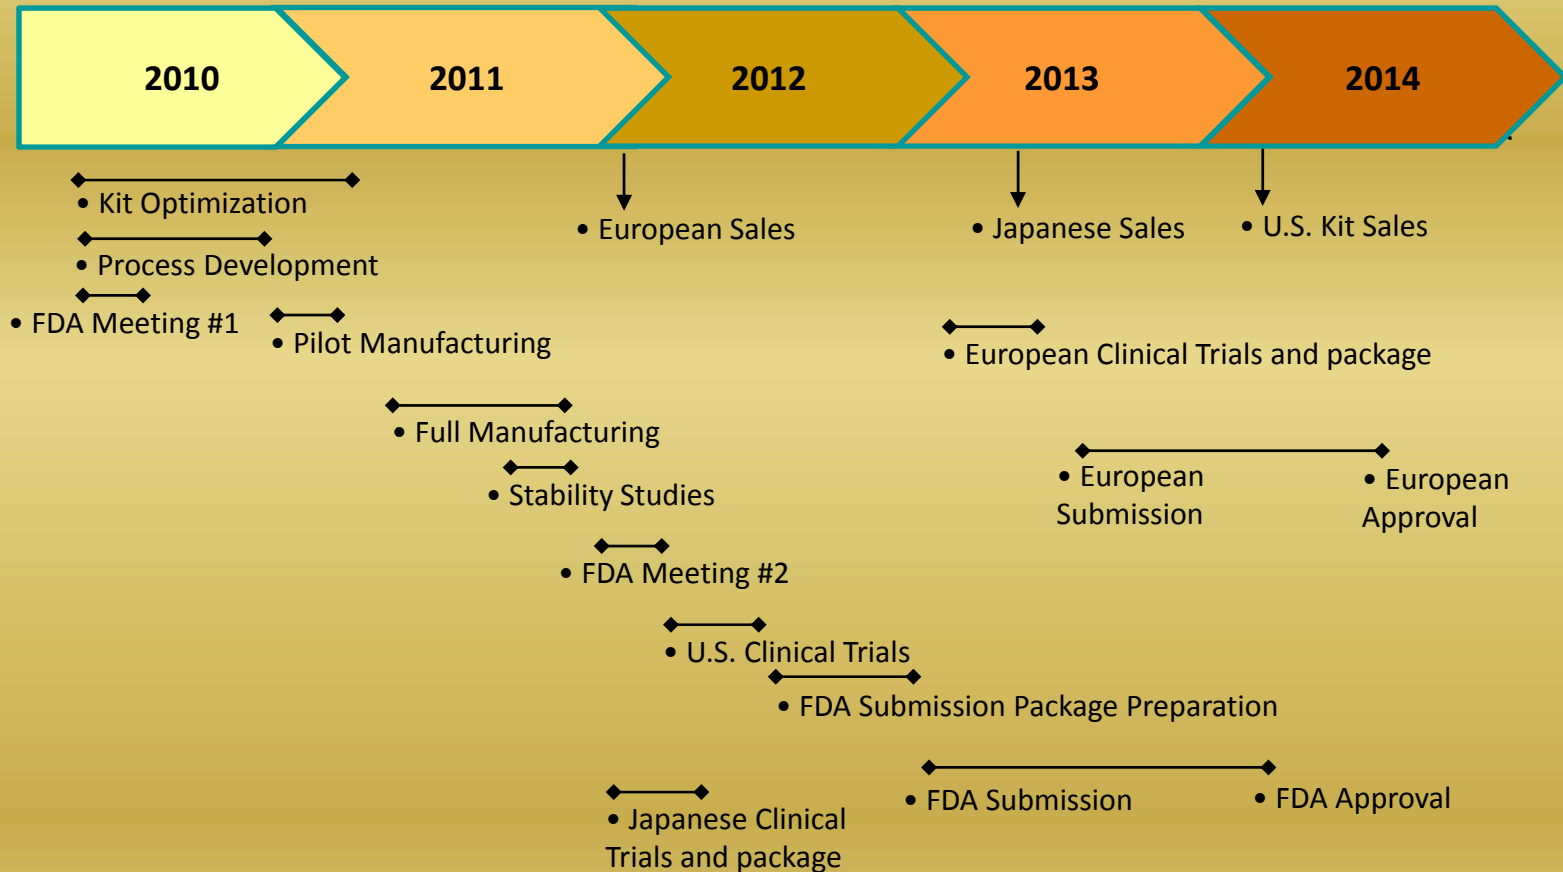 2010
2011
2012
2013
2014
• Kit Optimization
• European Sales
• Japanese Sales
• U.S. Kit Sales
• Process Development
• FDA Meeting #1
• Pilot Manufacturing
• European Clinical Trials and package
• Full Manufacturing
• Stability Studies
• European
Submission
• European
Approval
• FDA Meeting #2
• U.S. Clinical Trials
• FDA Submission Package Preparation
• FDA Submission
• FDA Approval
• Japanese Clinical
Trials and package